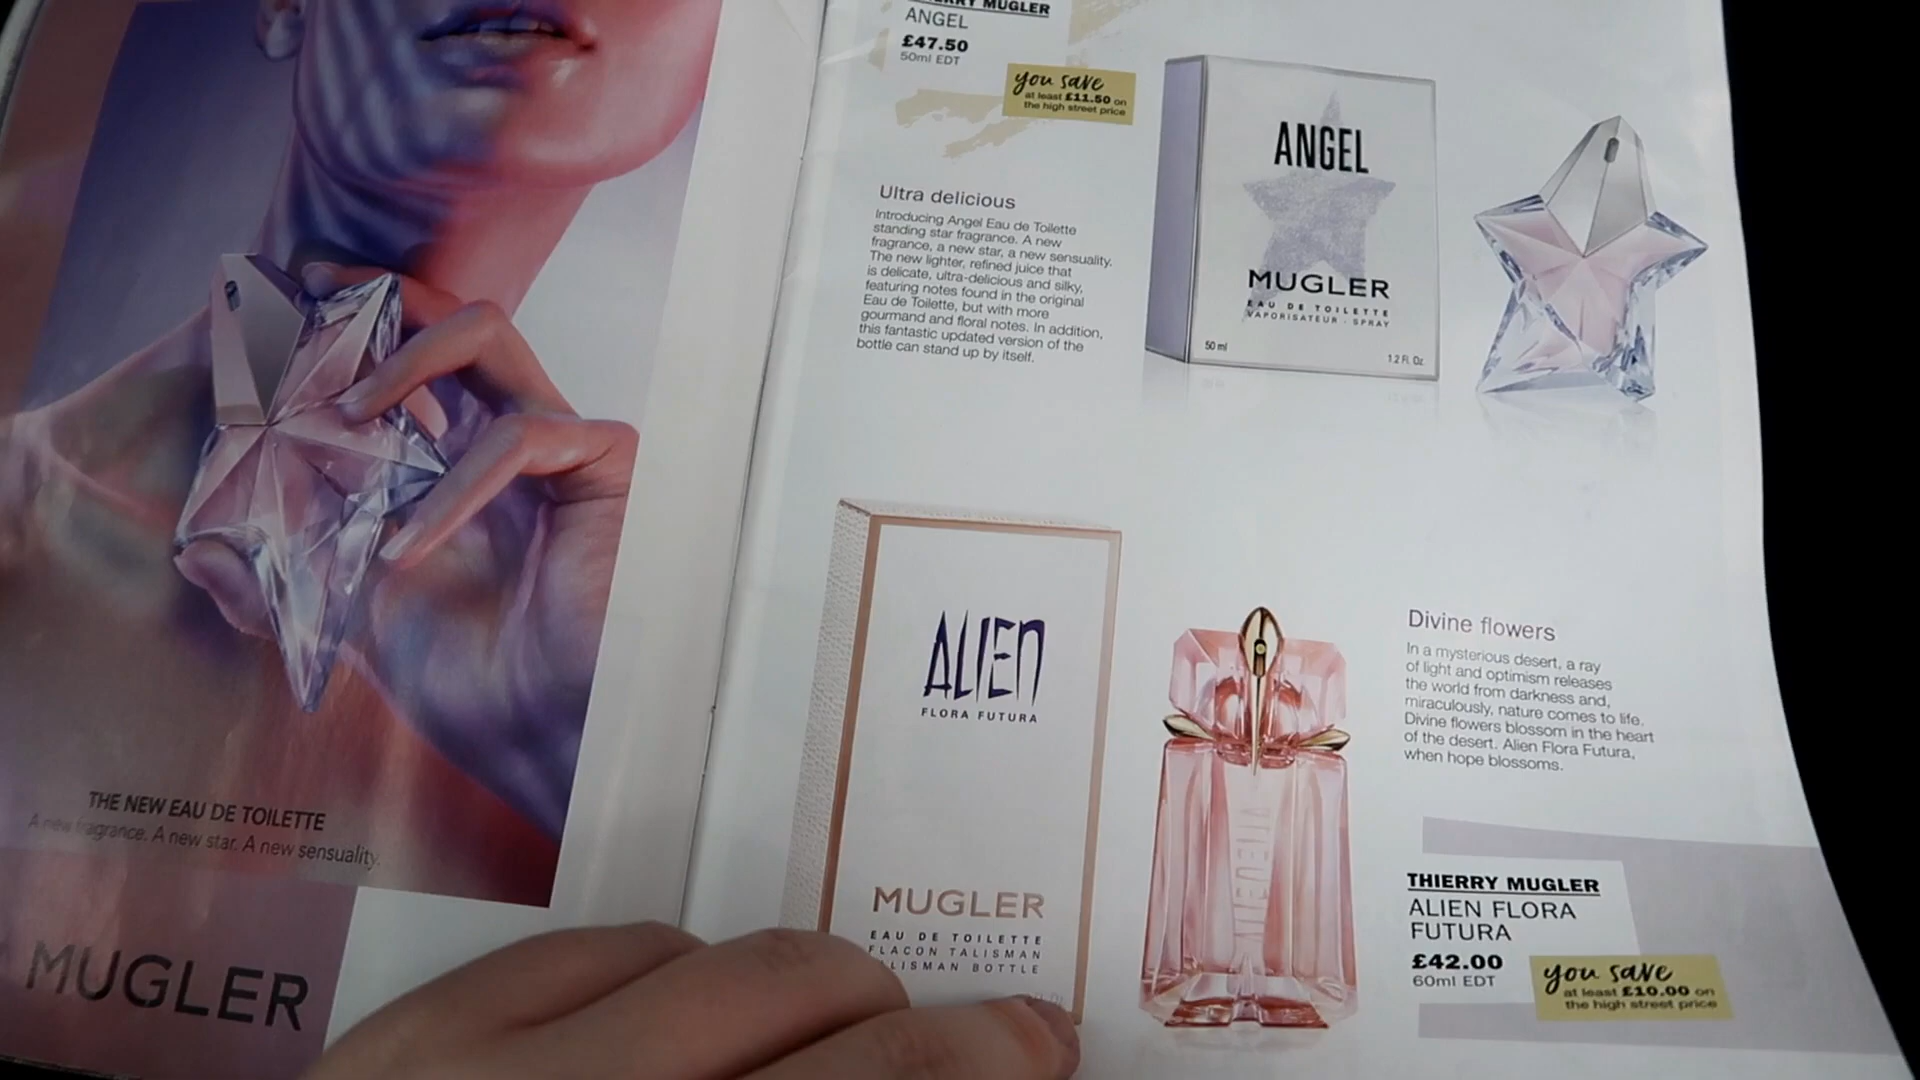 THE NEW EAU DE TOILETTE
A new fragrance. A new star. A new sensuality.
MUGLER
THIERRY MUGLER
ANGEL
£47.50
50ml EDT
you save
at least £11.50 on
the high street price
Ultra delicious
Introducing Angel Eau de Toilette
standing star fragrance. A new
fragrance, a new star, a new sensuality.
The new lighter, refined juice that
is delicate, ultra-delicious and silky,
featuring notes found in the original
Eau de Toilette, but with more
gourmand and floral notes. In addition,
this fantastic updated version of the
bottle can stand up by itself.
ANGEL
MUGLER
EAU DE TOILETTE
VAPORISATEUR - SPRAY
50 ml
1.2 Fl. Oz.
ALIEN
FLORA FUTURA
MUGLER
EAU DE TOILETTE
FLACON TALISMAN
BOTTLE
Divine flowers
In a mysterious desert, a ray
of light and optimism releases
the world from darkness and,
miraculously, nature comes to life.
Divine flowers blossom in the heart
of the desert. Alien Flora Futura,
when hope blossoms.
THIERRY MUGLER
ALIEN FLORA
FUTURA
£42.00
60ml EDT
you save
at least £10.00 on
the high street price